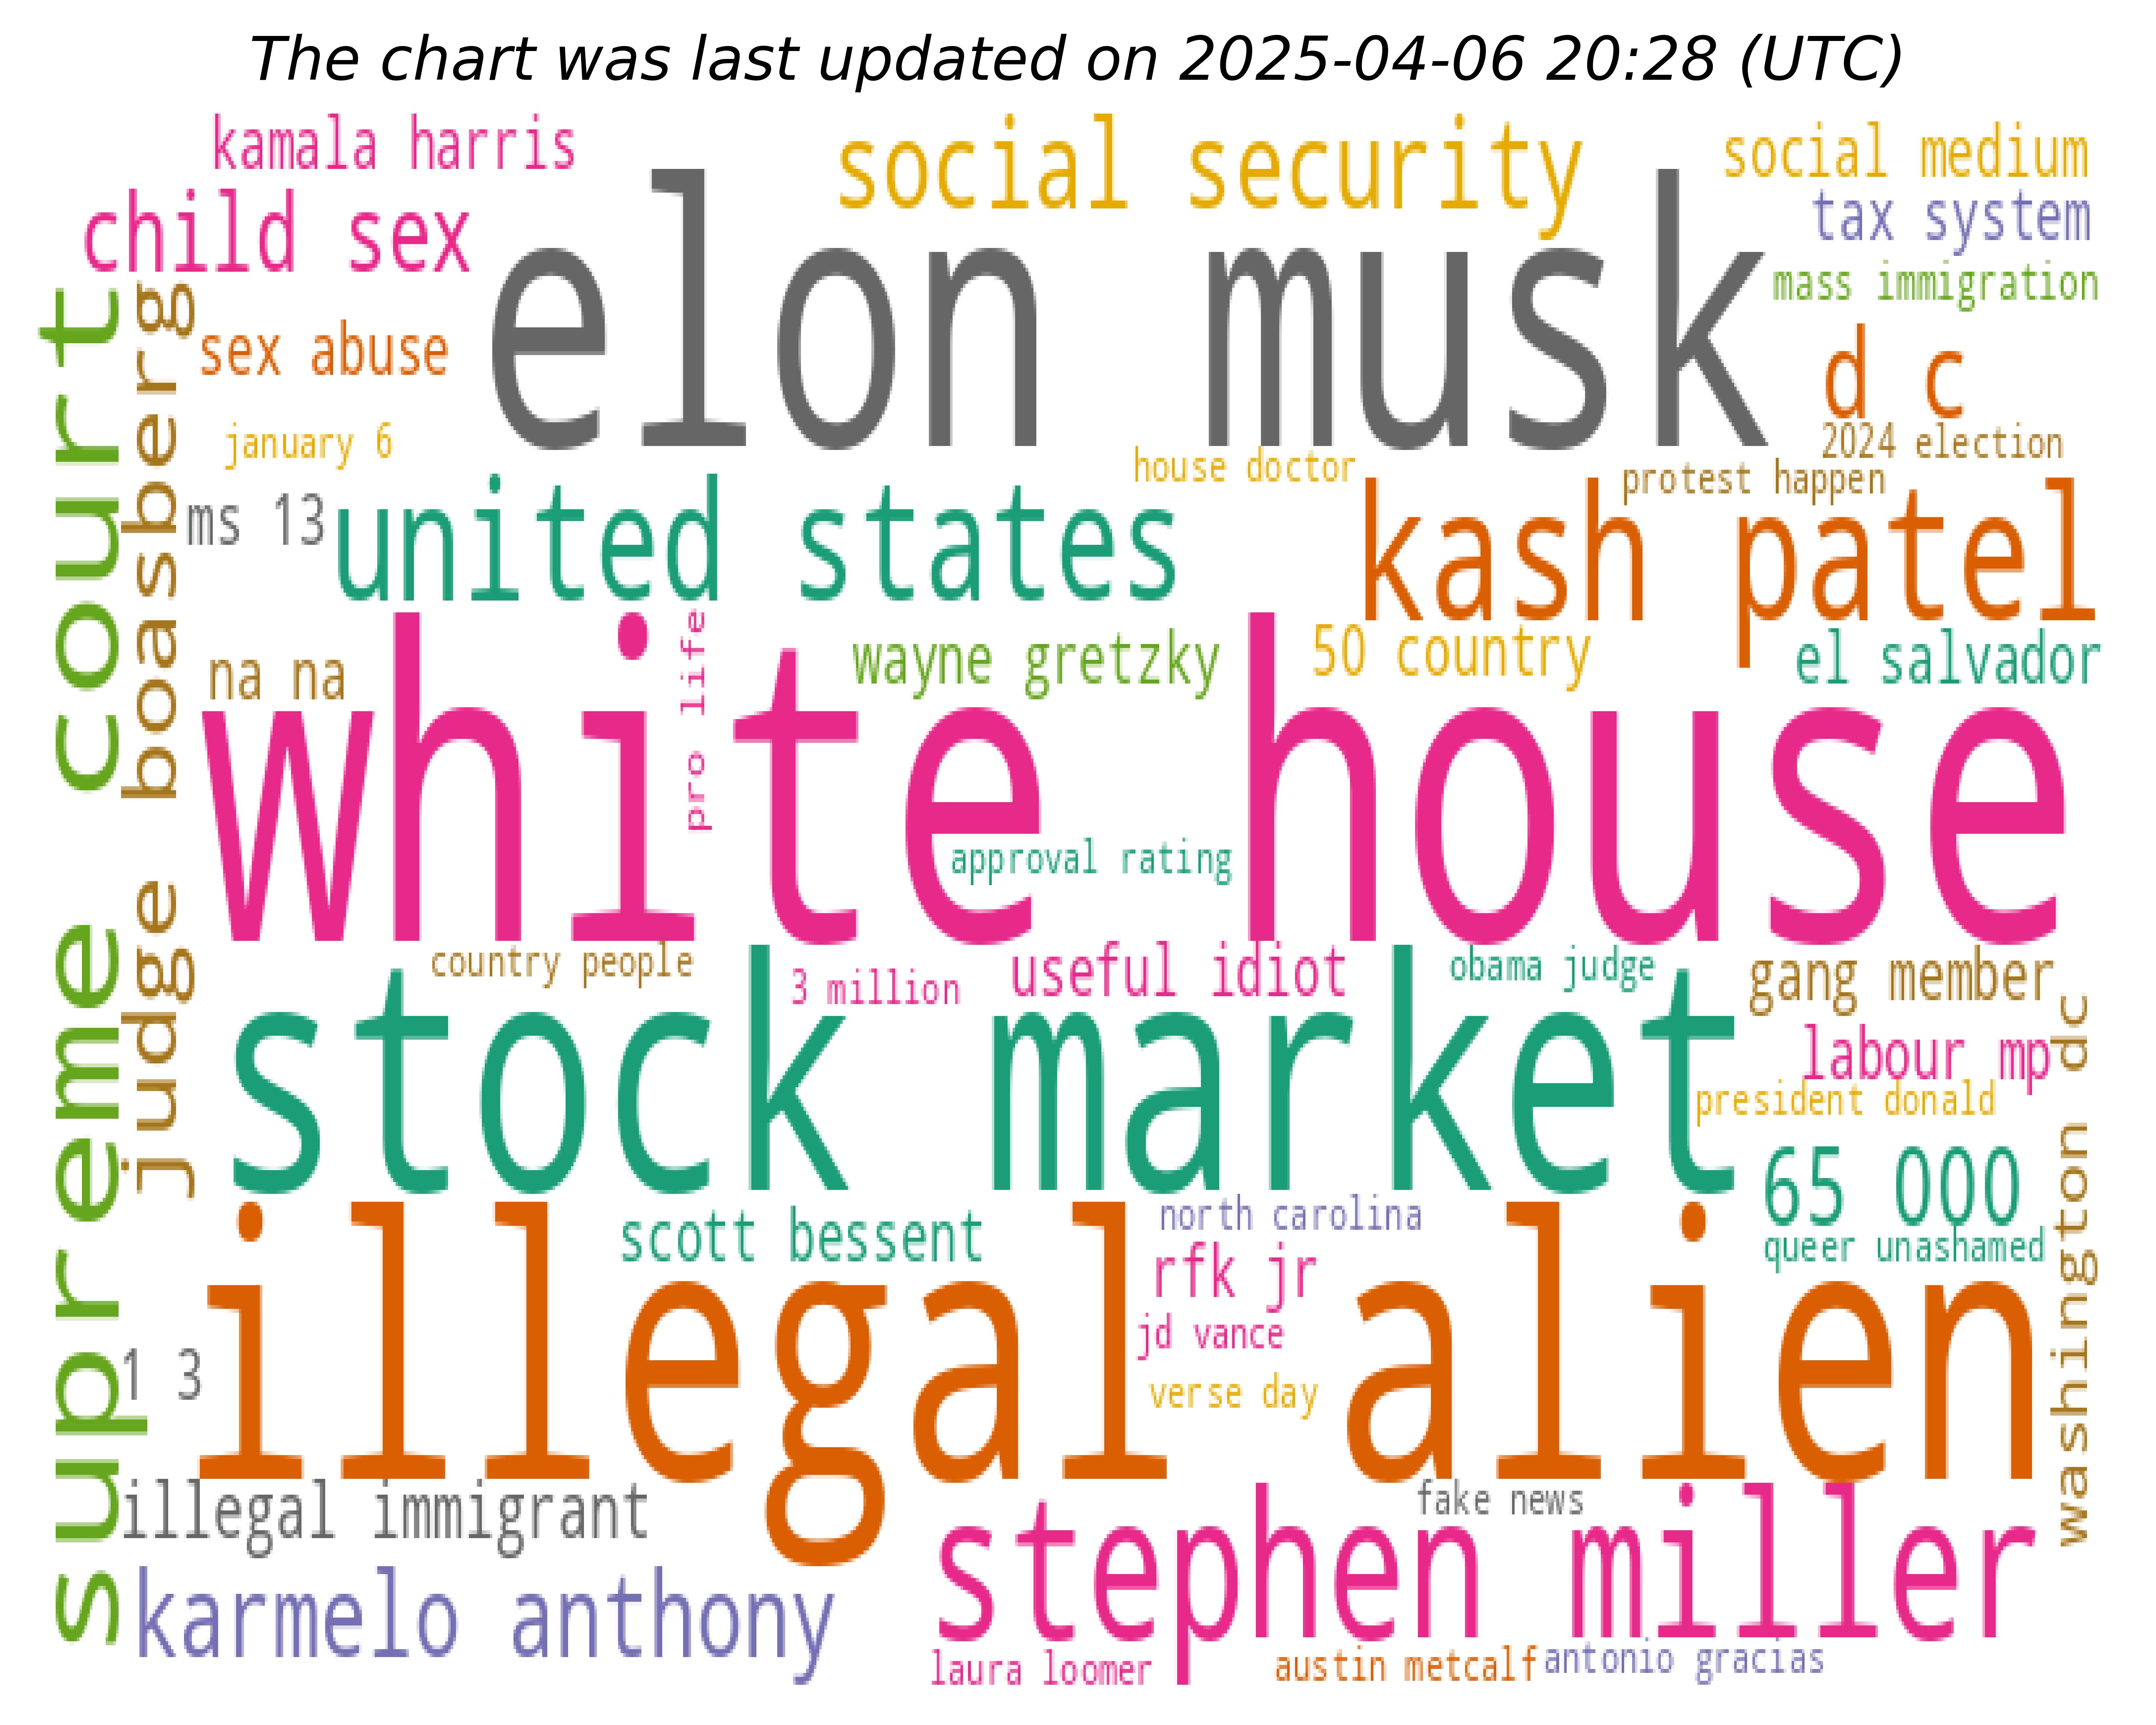 The chart was last updated on 2025-04-06 20:28 (UTC)
kamala harris
social security
social medium
child sex
tax system
elon musk
mass immigration
sex abuse
d c
january 6
2024 election
house doctor
protest happen
ms 13
united states
kash patel
supreme court
judge boasberg
na na
pro life
wayne gretzky
50 country
el salvador
white house
approval rating
country people
3 million
useful idiot
obama judge
gang member
stock market
labour mp
president donald
washington dc
65 000
scott bessent
north carolina
queer unashamed
rfk jr
jd vance
1 3
verse day
illegal alien
illegal immigrant
fake news
stephen miller
karmelo anthony
laura loomer
austin metcalf
antonio gracias